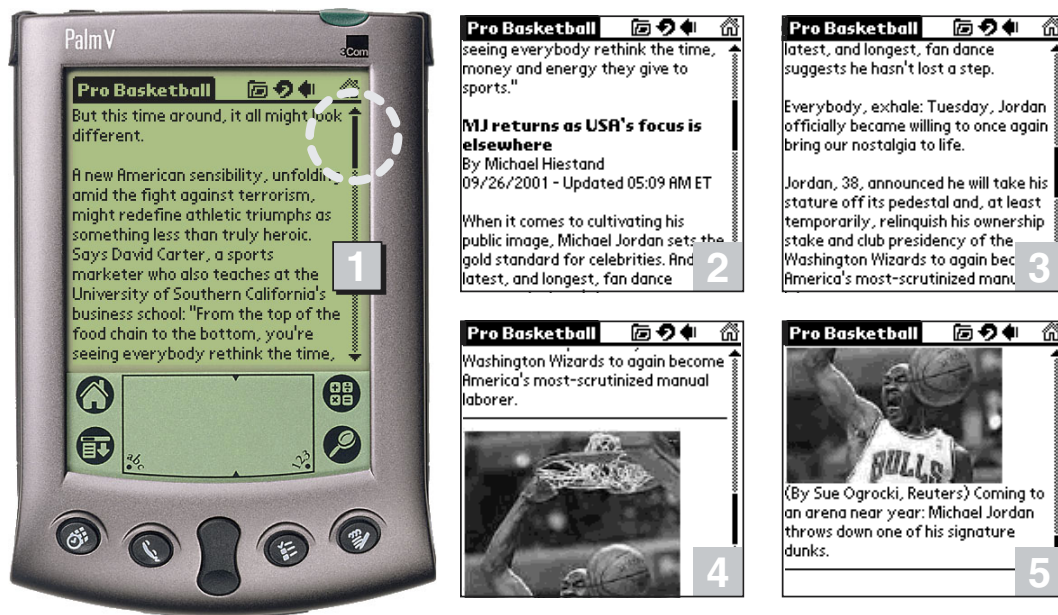 Palm V
3Com
Pro Basketball
But this time around, it all might look
different.
A new American sensibility, unfolding
amid the fight against terrorism,
might redefine athletic triumphs as
something less than truly heroic.
Says David Carter, a sports
marketer who also teaches at the
University of Southern California's
business school: "From the top of the
food chain to the bottom, you're
seeing everybody rethink the time,
1
abc
123
Pro Basketball
seeing everybody rethink the time,
money and energy they give to
sports."
MJ returns as USA's focus is
elsewhere
By Michael Hiestand
09/26/2001 - Updated 05:09 AM ET
When it comes to cultivating his
public image, Michael Jordan sets the
gold standard for celebrities. And
latest, and longest, fan dance
2
Pro Basketball
latest, and longest, fan dance
suggests he hasn't lost a step.
Everybody, exhale: Tuesday, Jordan
officially became willing to once again
bring our nostalgia to life.
Jordan, 38, announced he will take his
stature off its pedestal and, at least
temporarily, relinquish his ownership
stake and club presidency of the
Washington Wizards to again bec
America's most-scrutinized manu
3
Pro Basketball
Washington Wizards to again become
America's most-scrutinized manual
laborer.
4
Pro Basketball
BULLS
(By Sue Ogrocki, Reuters) Coming to
an arena near year: Michael Jordan
throws down one of his signature
dunks.
5